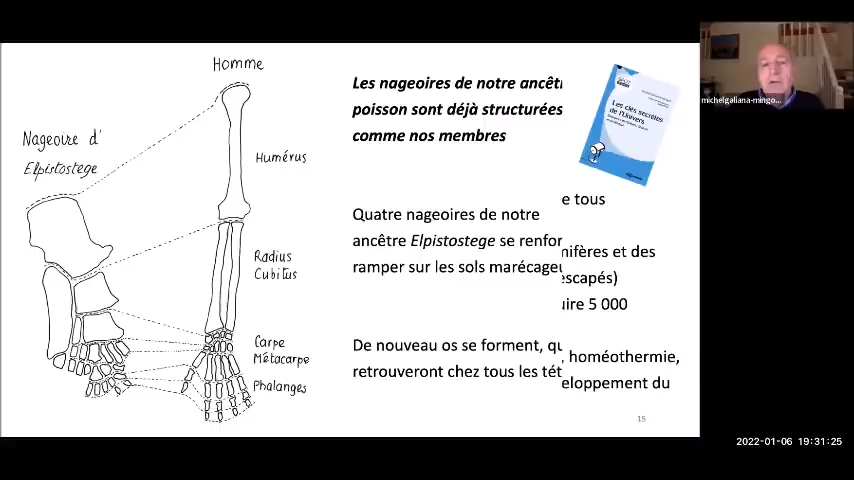 Homme
Nageoire d'
Elpistostege
Humérus
Radius
Cubitus
Carpe
Métacarpe
Phalanges
Les nageoires de notre ancêt
poisson sont déjà structurées
comme nos membres
Quatre nageoires de notre
ancêtre Elpistostege se renfor
ramper sur les sols marécageu
De nouveau os se forment, qu
retrouveront chez tous les tét
Les clés secrètes
de l'Univers
e tous
nifères et des
escapés)
uire 5 000
, homéothermie,
eloppement du
15
michelgaliana-mingo...
2022-01-06 19:31:25